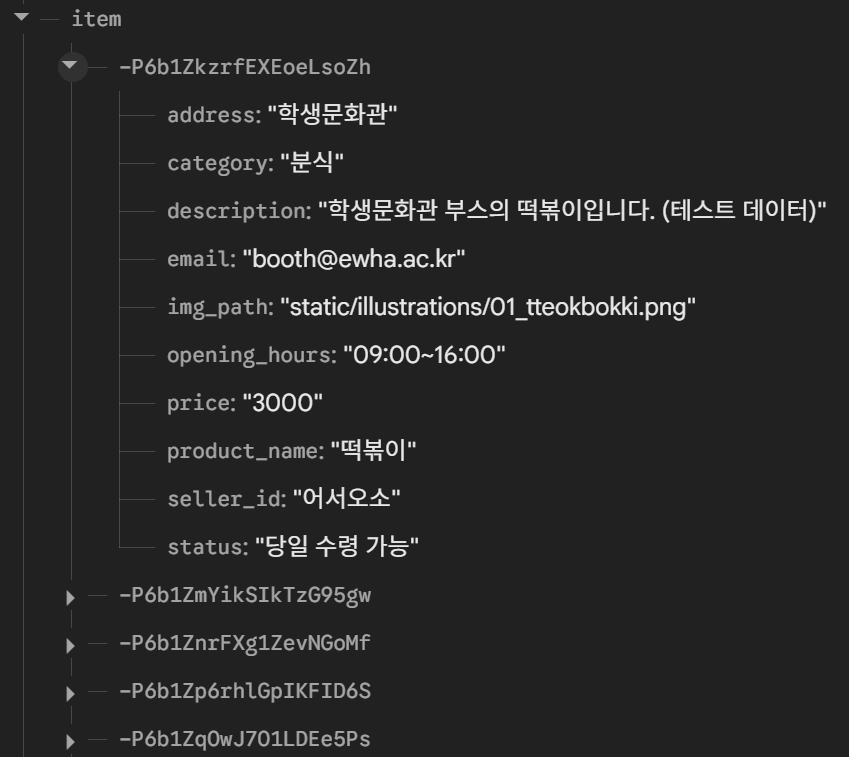 item
-P6b1ZkzrfEXEoeLsoZh
address: "학생문화관"
category: "분식"
description: "학생문화관 부스의 떡볶이입니다. (테스트 데이터)"
email: "booth@ewha.ac.kr"
img_path: "static/illustrations/01_tteokbokki.png"
opening_hours: "09:00~16:00"
price: "3000"
product_name: "떡볶이"
seller_id: "어서오소"
status: "당일 수령 가능"
-P6b1ZmYikSIkTzG95gw
-P6b1ZnrFXg1ZevNGoMf
-P6b1Zp6rhlGpIKFID6S
-P6b1ZqOwJ7O1LDEe5Ps